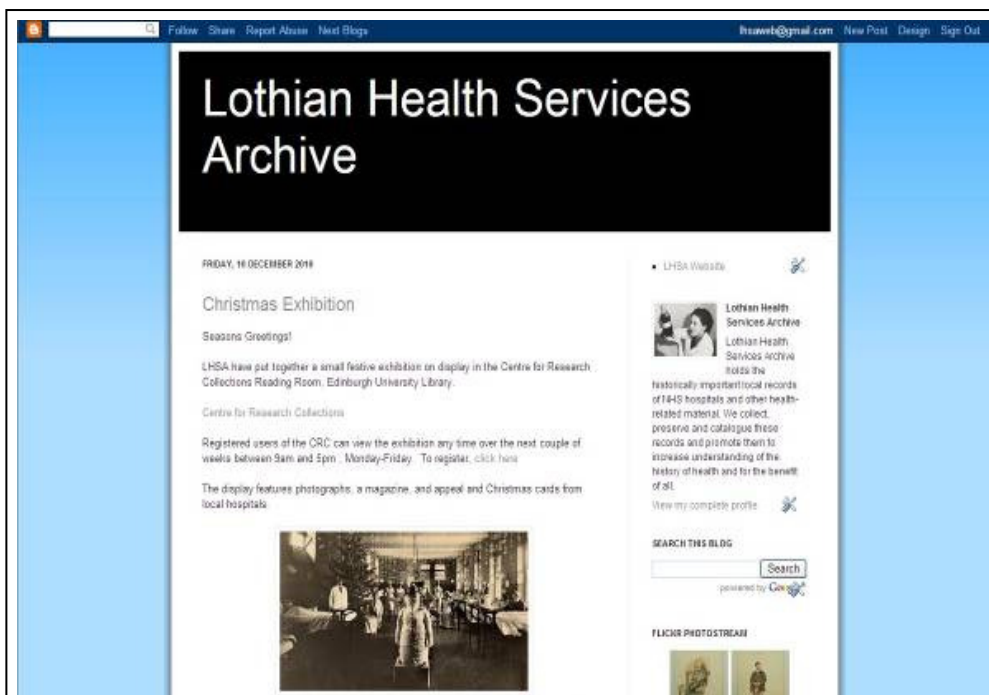 Follow Share Report Abuse Next Blog»
lhsaweb@gmail.com New Post Design Sign Out
Lothian Health Services
Archive
FRIDAY, 10 DECEMBER 2010
Christmas Exhibition
Seasons Greetings!
LHSA have put together a small festive exhibition on display in the Centre for Research
Collections Reading Room, Edinburgh University Library.
Centre for Research Collections
Registered users of the CRC can view the exhibition any time over the next couple of
weeks between 9am and 5pm , Monday-Friday. To register, click here
The display features photographs, a magazine, and appeal and Christmas cards from
local hospitals
LHSA Website
Lothian Health
Services Archive
Lothian Health
Services Archive
holds the
historically important local records
of NHS hospitals and other health-
related material. We collect,
preserve and catalogue these
records and promote them to
increase understanding of the
history of health and for the benefit
of all.
View my complete profile
SEARCH THIS BLOG
Search
powered by
FLICKR PHOTOSTREAM